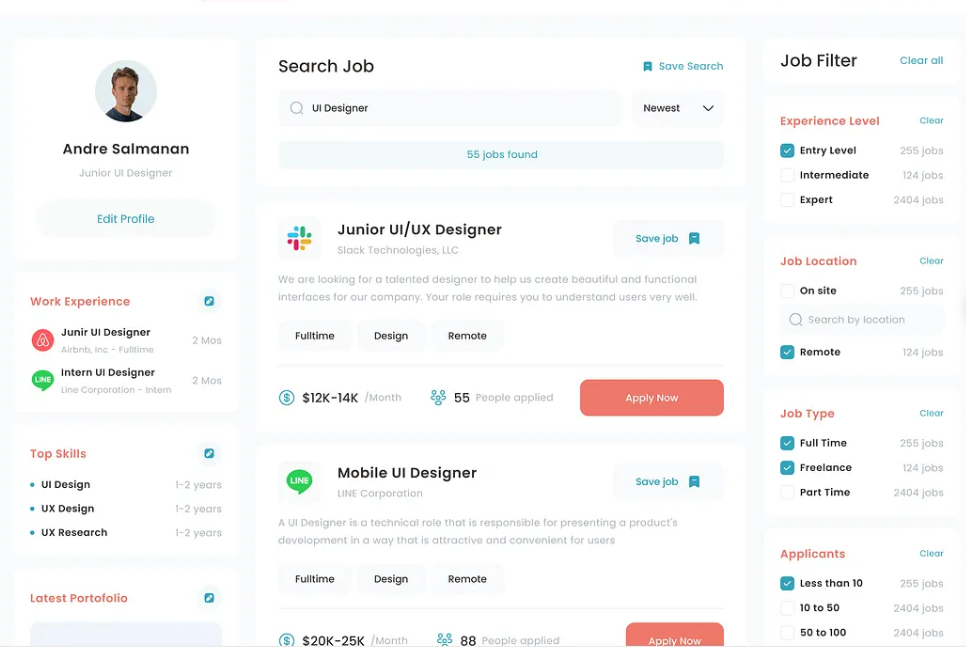 Andre Salmanan
Junior UI Designer
Edit Profile
Work Experience
Junir UI Designer
Airbnb, Inc - Fulltime
2 Mos
LINE
Intern UI Designer
Line Corporation - Intern
2 Mos
Top Skills
UI Design 1-2 years
UX Design 1-2 years
UX Research 1-2 years
Latest Portofolio
Search Job
Save Search
UI Designer
Newest
55 jobs found
Junior UI/UX Designer
Slack Technologies, LLC
Save job
We are looking for a talented designer to help us create beautiful and functional
interfaces for our company. Your role requires you to understand users very well.
Fulltime Design Remote
$12K-14K /Month 55 People applied Apply Now
LINE
Mobile UI Designer
LINE Corporation
Save job
A UI Designer is a technical role that is responsible for presenting a product's
development in a way that is attractive and convenient for users
Fulltime Design Remote
$20K-25K /Month 88 People applied Apply Now
Job Filter Clear all
Experience Level Clear
Entry Level 255 jobs
Intermediate 124 jobs
Expert 2404 jobs
Job Location Clear
On site 255 jobs
Search by location
Remote 124 jobs
Job Type Clear
Full Time 255 jobs
Freelance 124 jobs
Part Time 2404 jobs
Applicants Clear
Less than 10 255 jobs
10 to 50 2404 jobs
50 to 100 2404 jobs